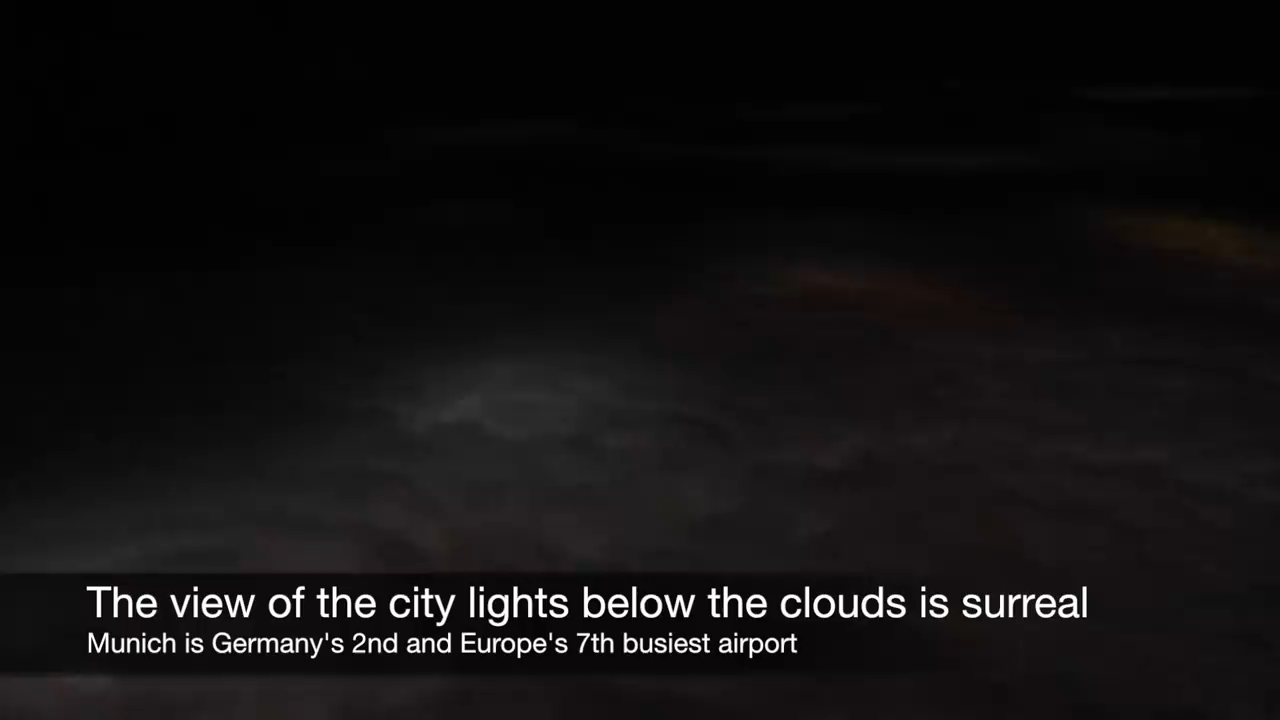 The view of the city lights below the clouds is surreal
Munich is Germany's 2nd and Europe's 7th busiest airport